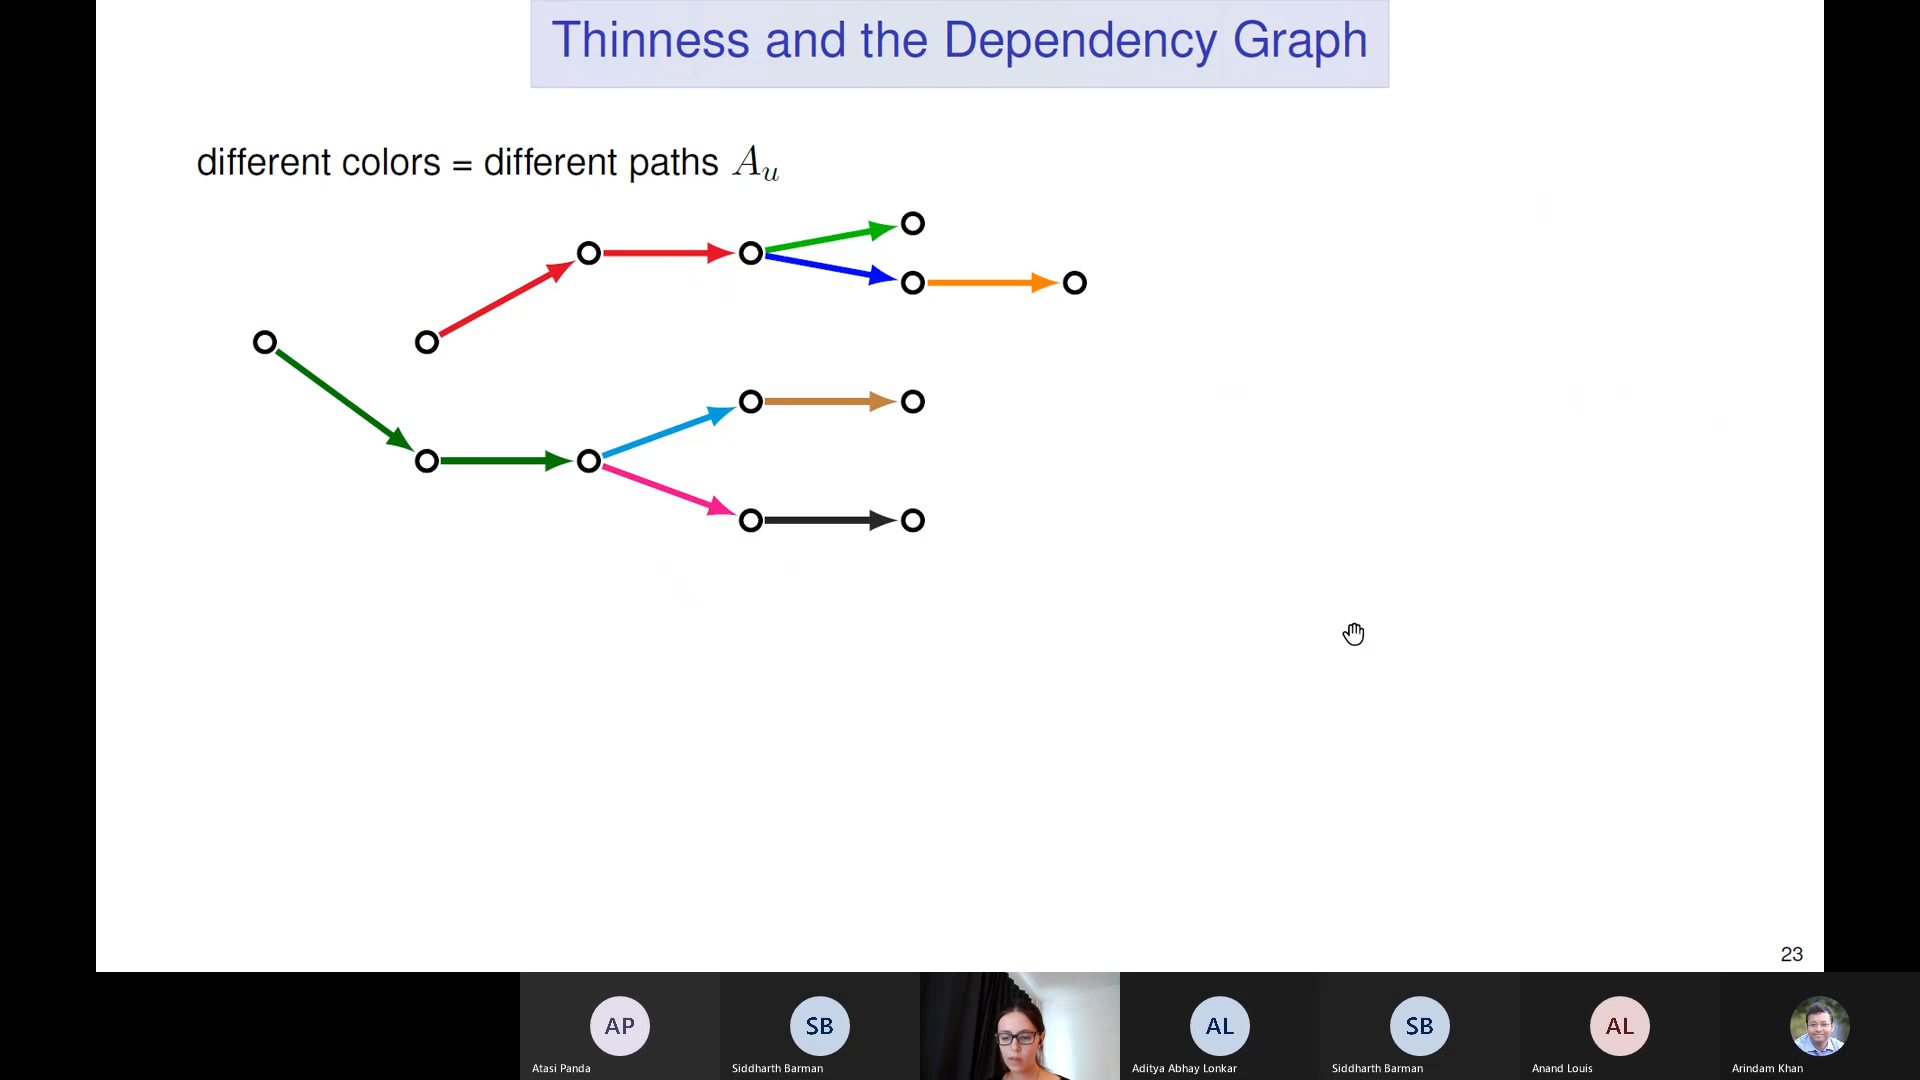 Thinness and the Dependency Graph
different colors = different paths A_u
23
AP
SB
AL
SB
AL
Atasi Panda
Siddharth Barman
Aditya Abhay Lonkar
Siddharth Barman
Anand Louis
Arindam Khan